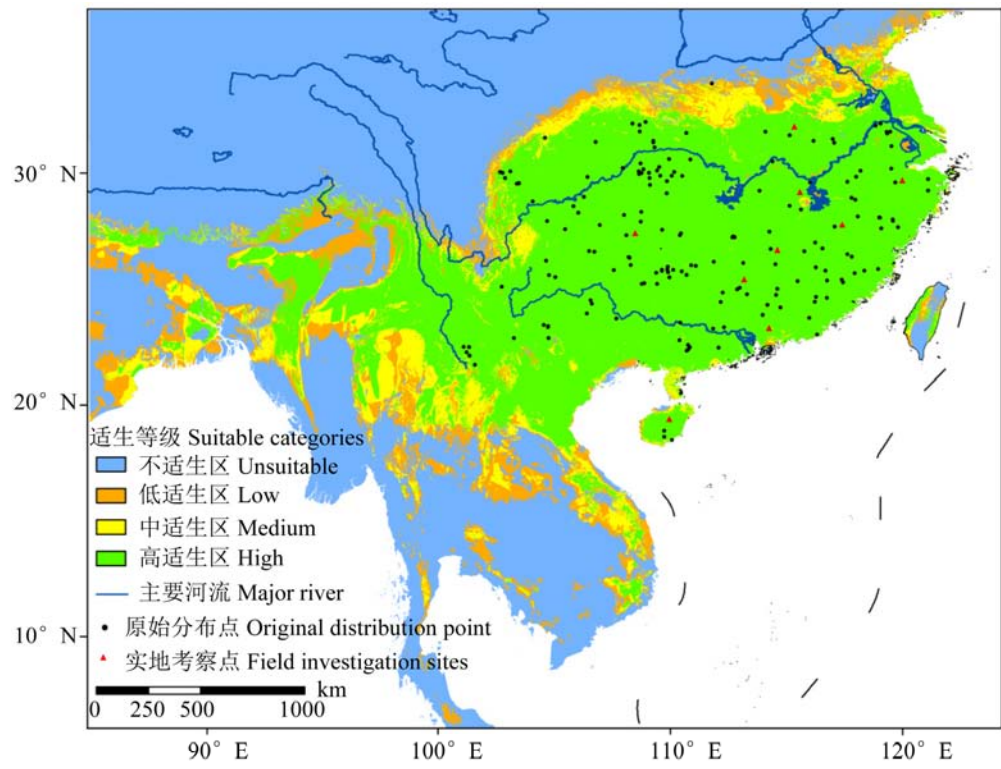 30° N
20° N
10° N
适生等级 Suitable categories
不适生区 Unsuitable
低适生区 Low
中适生区 Medium
高适生区 High
主要河流 Major river
原始分布点 Original distribution point
实地考察点 Field investigation sites
km
0 250 500 1000
90° E 100° E 110° E 120° E